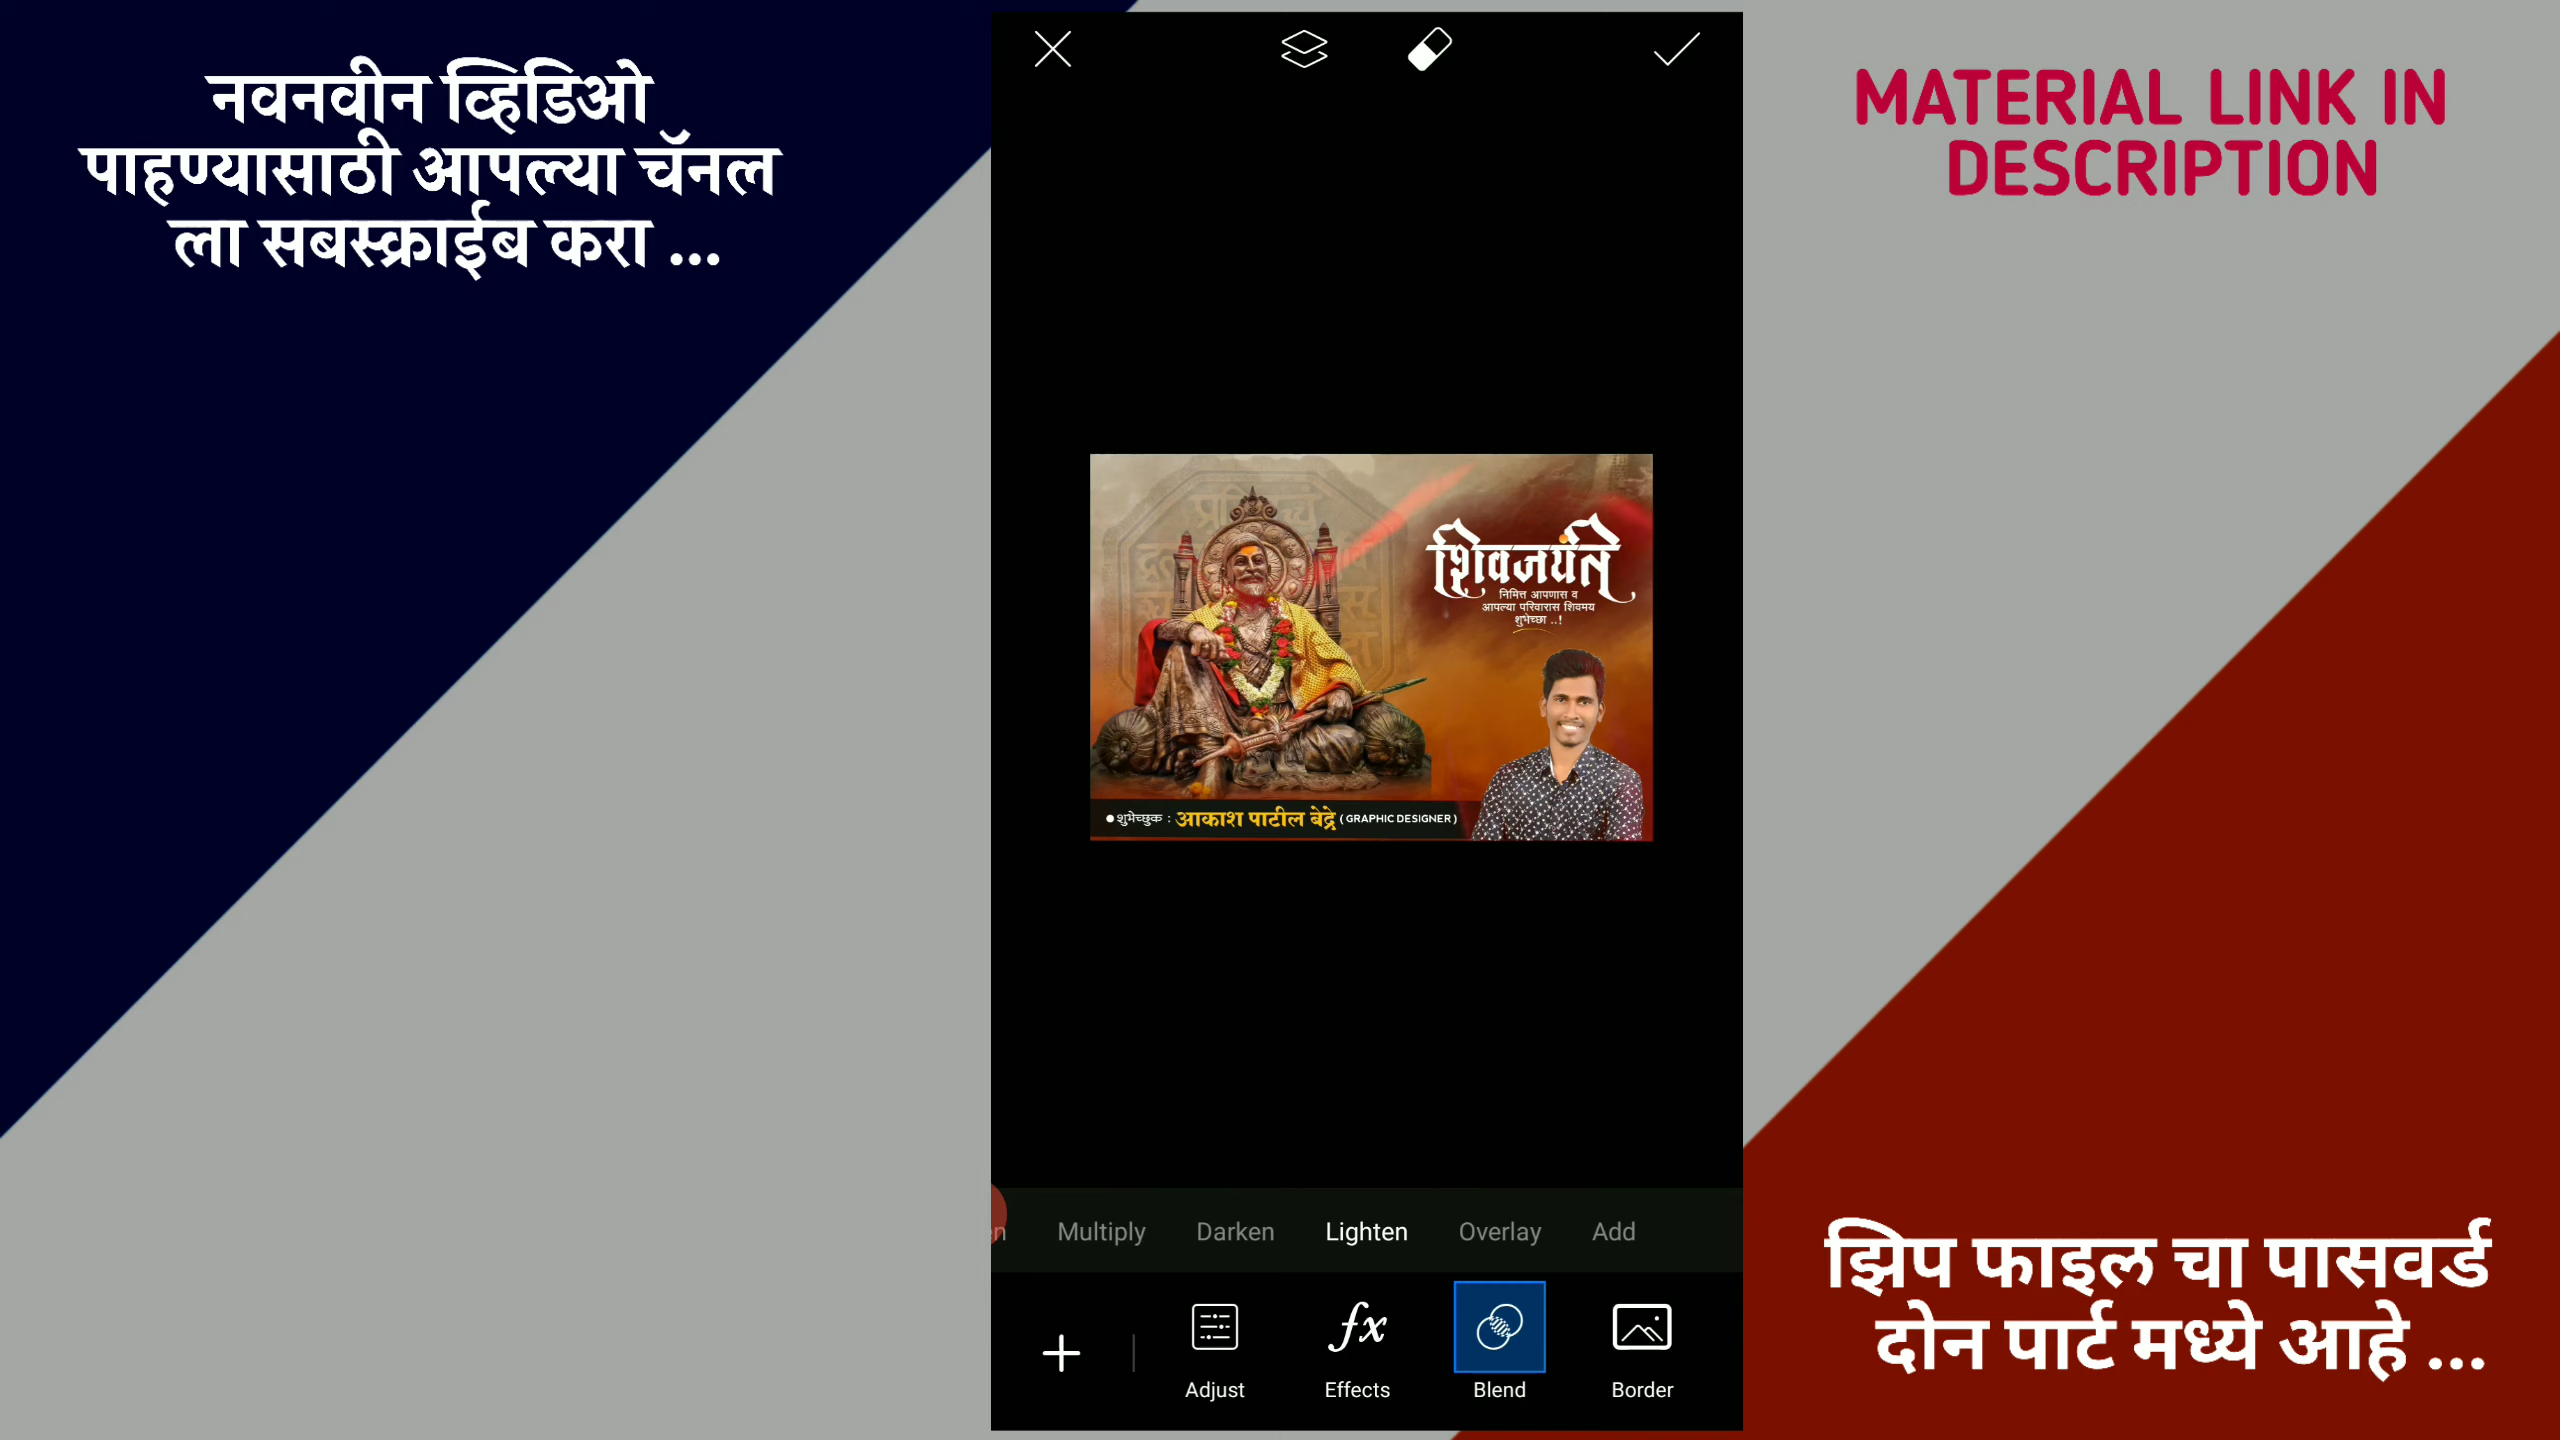 नवनवीन व्हिडिओ
पाहण्यासाठी आपल्या चॅनल
ला सबस्क्राईब करा ...
MATERIAL LINK IN
DESCRIPTION
शिवजयंती
निमित्त आपणास व
आपल्या परिवारास शिवमय
शुभेच्छा ..!
शुभेच्छुक : आकाश पाटील बेद्रे ( GRAPHIC DESIGNER )
Multiply Darken Lighten Overlay Add
Adjust Effects Blend Border
झिप फाइल चा पासवर्ड
दोन पार्ट मध्ये आहे ...